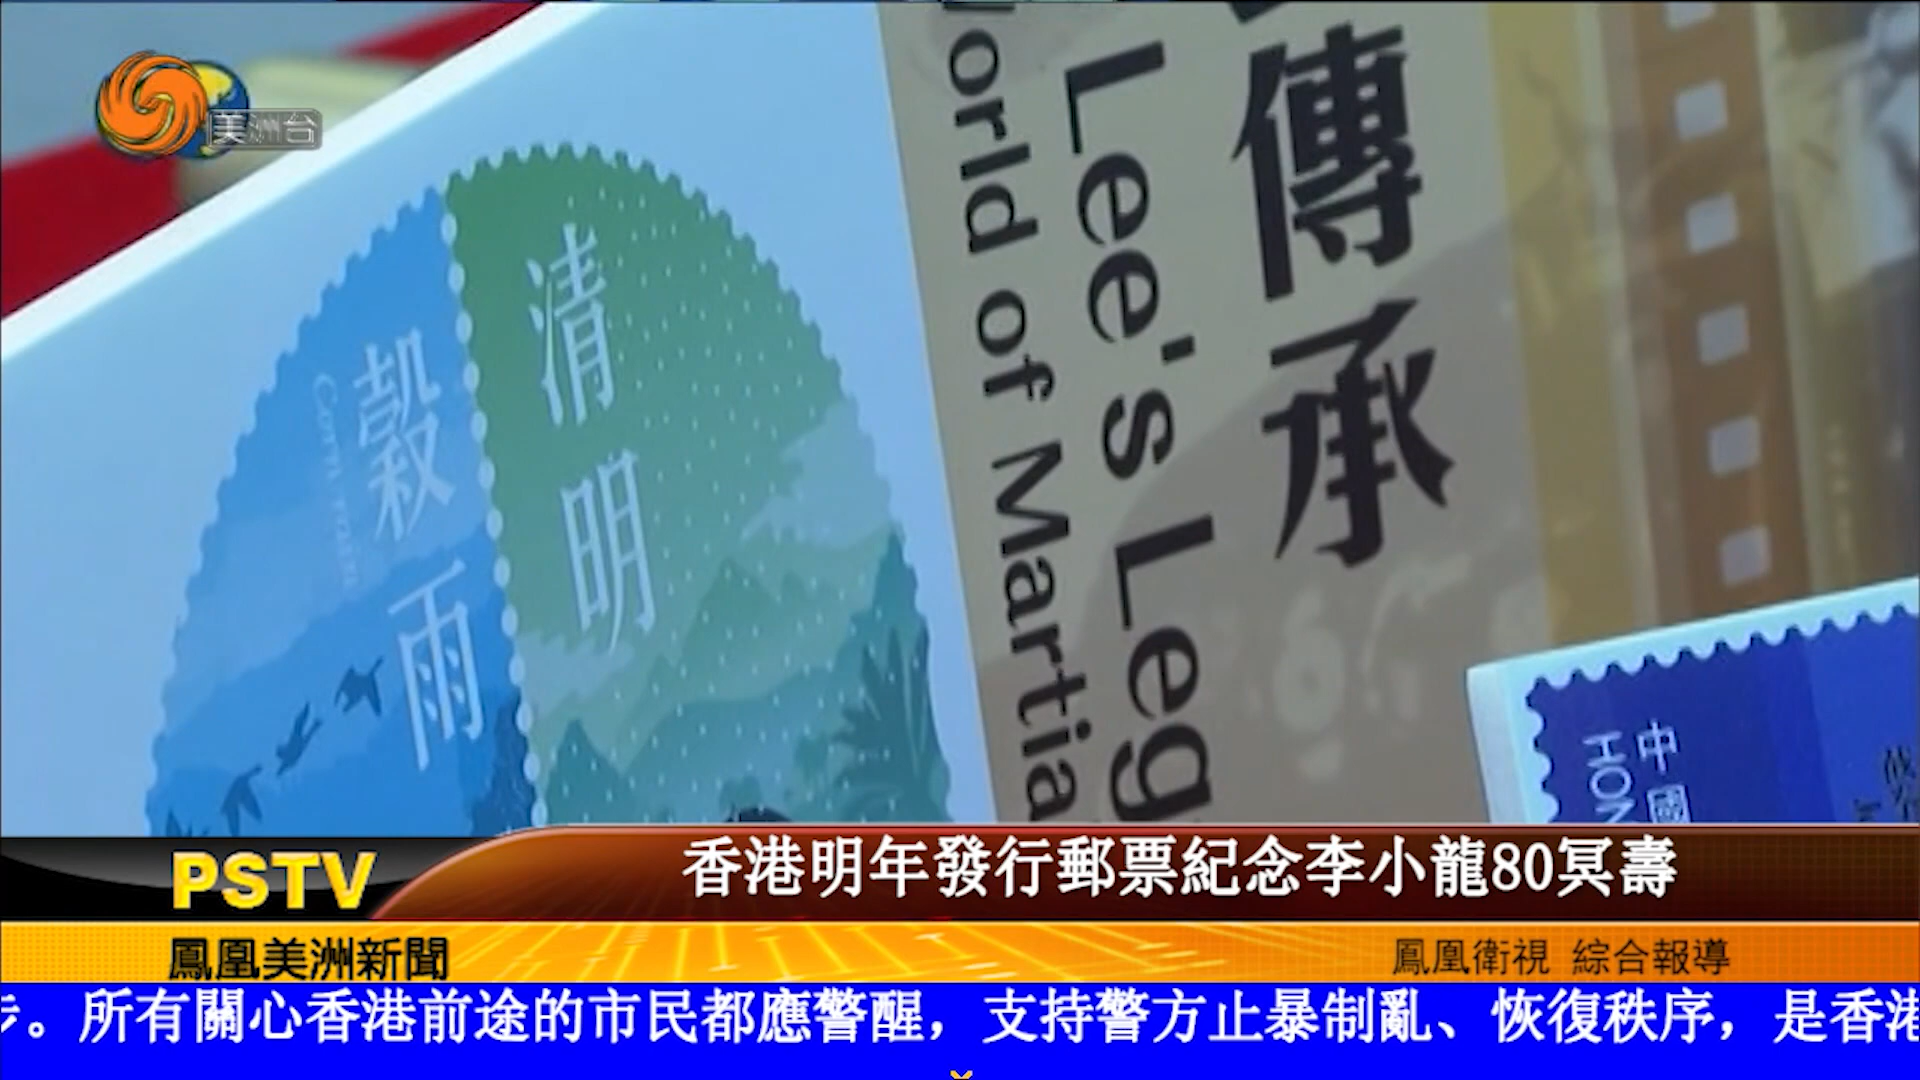 美洲台
清明
穀雨
Corn Rain
傳承
Lee's Leg
orld of Martia
中國
HON
PSTV
香港明年發行郵票紀念李小龍80冥壽
鳳凰美洲新聞
鳳凰衛視 綜合報導
。所有關心香港前途的市民都應警醒，支持警方止暴制亂、恢復秩序，是香港